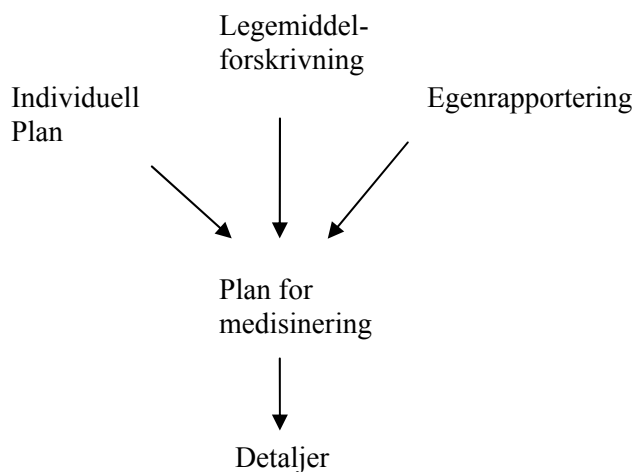 Legemiddel-
forskrivning
Individuell
Plan
Egenrapportering
Plan for
medisinering
Detaljer